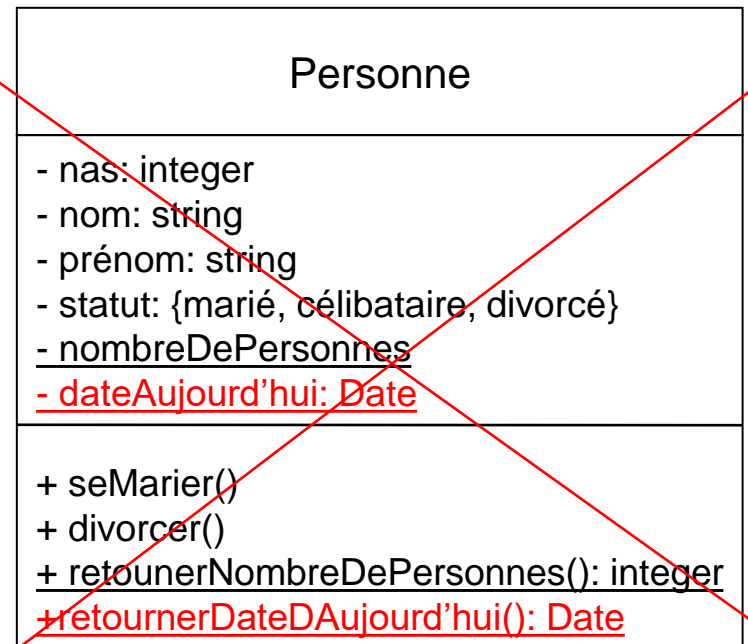 Personne
- nas: integer
- nom: string
- prénom: string
- statut: {marié, célibataire, divorcé}
- nombreDePersonnes
- dateAujourd’hui: Date
+ seMarier()
+ divorcer()
+ retounerNombreDePersonnes(): integer
+retournerDateDAujourd’hui(): Date